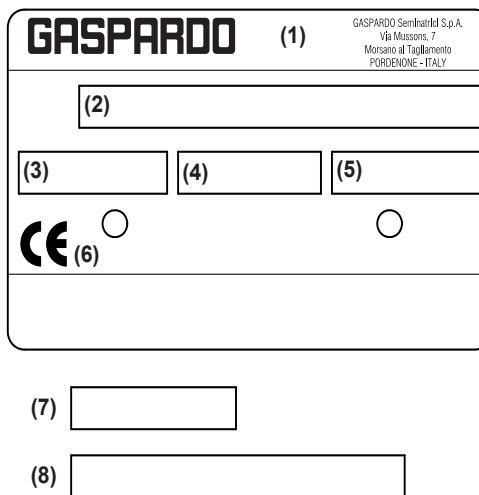 GASPARDO
(1)
GASPARDO Seminatrici S.p.A.
Via Mussons, 7
Morsano al Tagliamento
PORDENONE - ITALY
(2)
(3)
(4)
(5)
CE
(6)
(7)
(8)